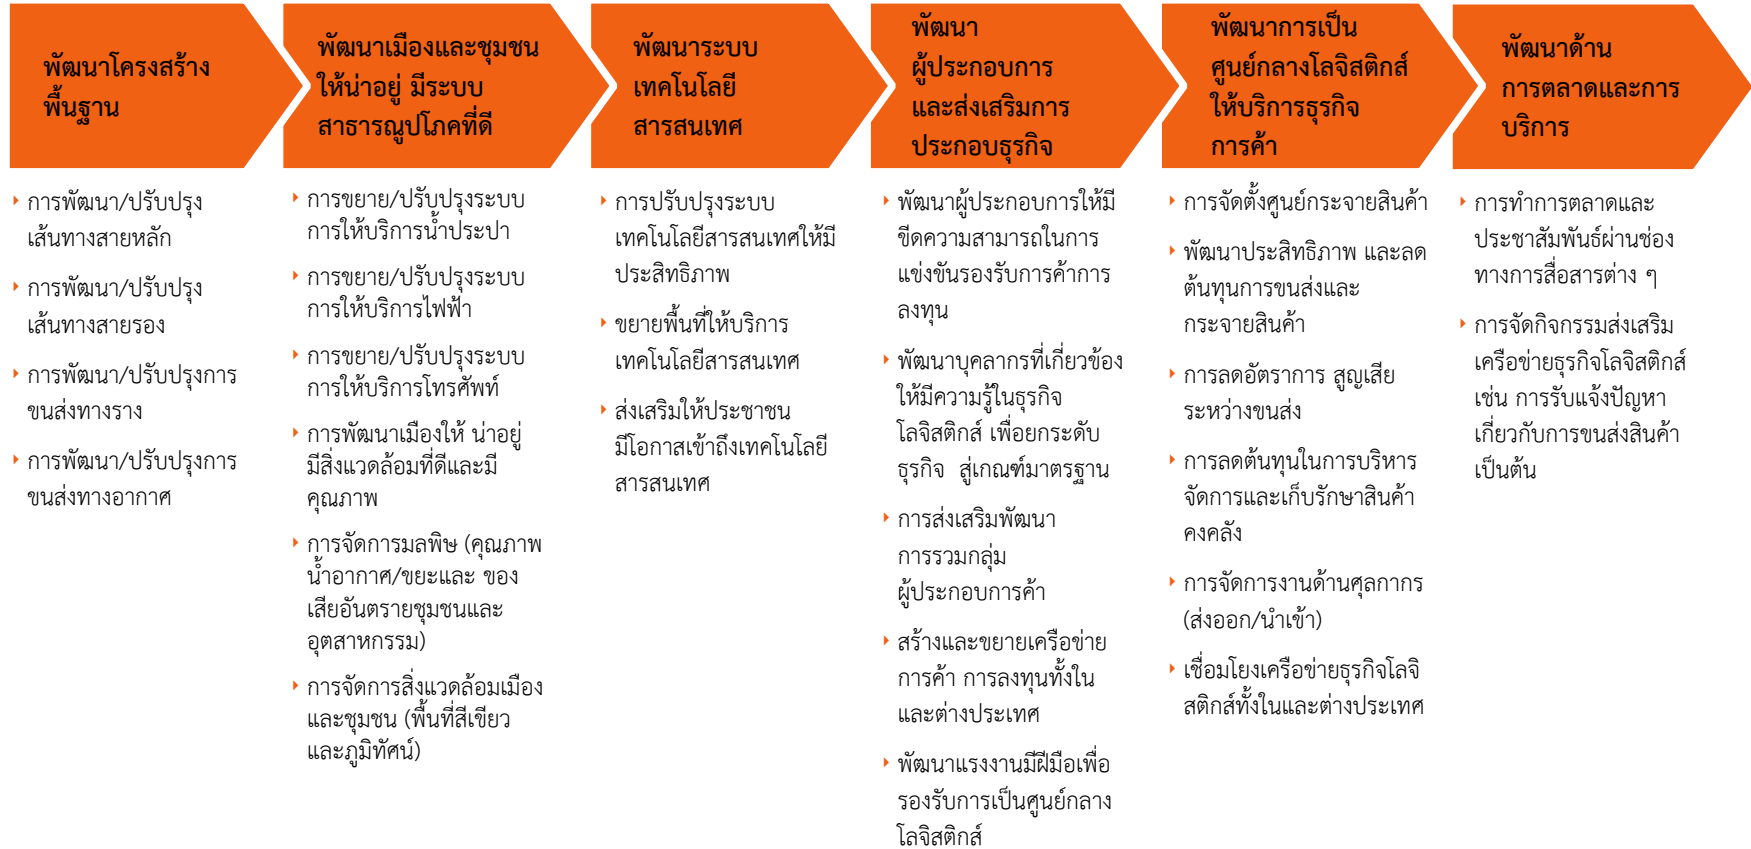 พัฒนาโครงสร้าง
พื้นฐาน
การพัฒนา/ปรับปรุง
เส้นทางสายหลัก
การพัฒนา/ปรับปรุง
เส้นทางสายรอง
การพัฒนา/ปรับปรุงการ
ขนส่งทางราง
การพัฒนา/ปรับปรุงการ
ขนส่งทางอากาศ
พัฒนาเมืองและชุมชน
ให้น่าอยู่ มีระบบ
สาธารณูปโภคที่ดี
การขยาย/ปรับปรุงระบบ
การให้บริการน้ำประปา
การขยาย/ปรับปรุงระบบ
การให้บริการไฟฟ้า
การขยาย/ปรับปรุงระบบ
การให้บริการโทรศัพท์
การพัฒนาเมืองให้ น่าอยู่
มีสิ่งแวดล้อมที่ดีและมี
คุณภาพ
การจัดการมลพิษ (คุณภาพ
น้ำอากาศ/ขยะและ ของ
เสียอันตรายชุมชนและ
อุตสาหกรรม)
การจัดการสิ่งแวดล้อมเมือง
และชุมชน (พื้นที่สีเขียว
และภูมิทัศน์)
พัฒนาระบบ
เทคโนโลยี
สารสนเทศ
การปรับปรุงระบบ
เทคโนโลยีสารสนเทศให้มี
ประสิทธิภาพ
ขยายพื้นที่ให้บริการ
เทคโนโลยีสารสนเทศ
ส่งเสริมให้ประชาชน
มีโอกาสเข้าถึงเทคโนโลยี
สารสนเทศ
พัฒนา
ผู้ประกอบการ
และส่งเสริมการ
ประกอบธุรกิจ
พัฒนาผู้ประกอบการให้มี
ขีดความสามารถในการ
แข่งขันรองรับการค้าการ
ลงทุน
พัฒนาบุคลากรที่เกี่ยวข้อง
ให้มีความรู้ในธุรกิจ
โลจิสติกส์ เพื่อยกระดับ
ธุรกิจ สู่เกณฑ์มาตรฐาน
การส่งเสริมพัฒนา
การรวมกลุ่ม
ผู้ประกอบการค้า
สร้างและขยายเครือข่าย
การค้า การลงทุนทั้งใน
และต่างประเทศ
พัฒนาแรงงานมีฝีมือเพื่อ
รองรับการเป็นศูนย์กลาง
โลจิสติกส์
พัฒนาการเป็น
ศูนย์กลางโลจิสติกส์
ให้บริการธุรกิจ
การค้า
การจัดตั้งศูนย์กระจายสินค้า
พัฒนาประสิทธิภาพ และลด
ต้นทุนการขนส่งและ
กระจายสินค้า
การลดอัตราการ สูญเสีย
ระหว่างขนส่ง
การลดต้นทุนในการบริหาร
จัดการและเก็บรักษาสินค้า
คงคลัง
การจัดการงานด้านศุลกากร
(ส่งออก/นำเข้า)
เชื่อมโยงเครือข่ายธุรกิจโลจิ
สติกส์ทั้งในและต่างประเทศ
พัฒนาด้าน
การตลาดและการ
บริการ
การทำการตลาดและ
ประชาสัมพันธ์ผ่านช่อง
ทางการสื่อสารต่าง ๆ
การจัดกิจกรรมส่งเสริม
เครือข่ายธุรกิจโลจิสติกส์
เช่น การรับแจ้งปัญหา
เกี่ยวกับการขนส่งสินค้า
เป็นต้น